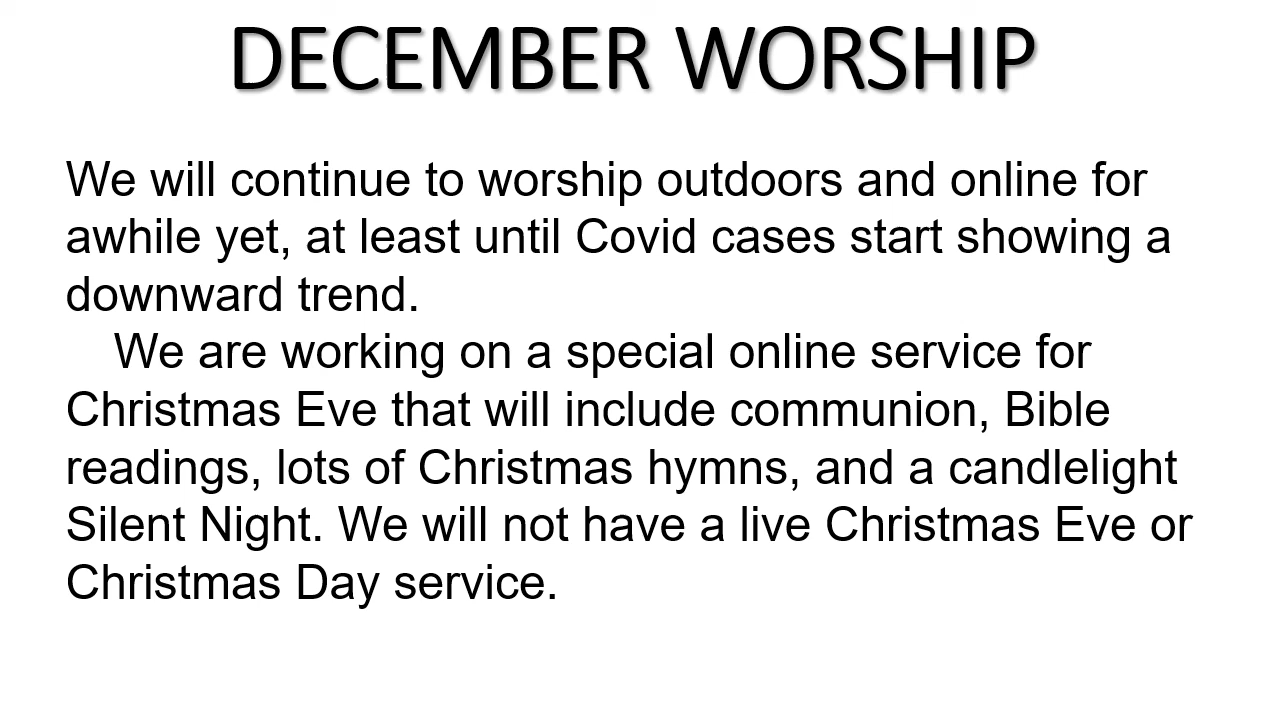 DECEMBER WORSHIP
We will continue to worship outdoors and online for
awhile yet, at least until Covid cases start showing a
downward trend.
We are working on a special online service for
Christmas Eve that will include communion, Bible
readings, lots of Christmas hymns, and a candlelight
Silent Night. We will not have a live Christmas Eve or
Christmas Day service.